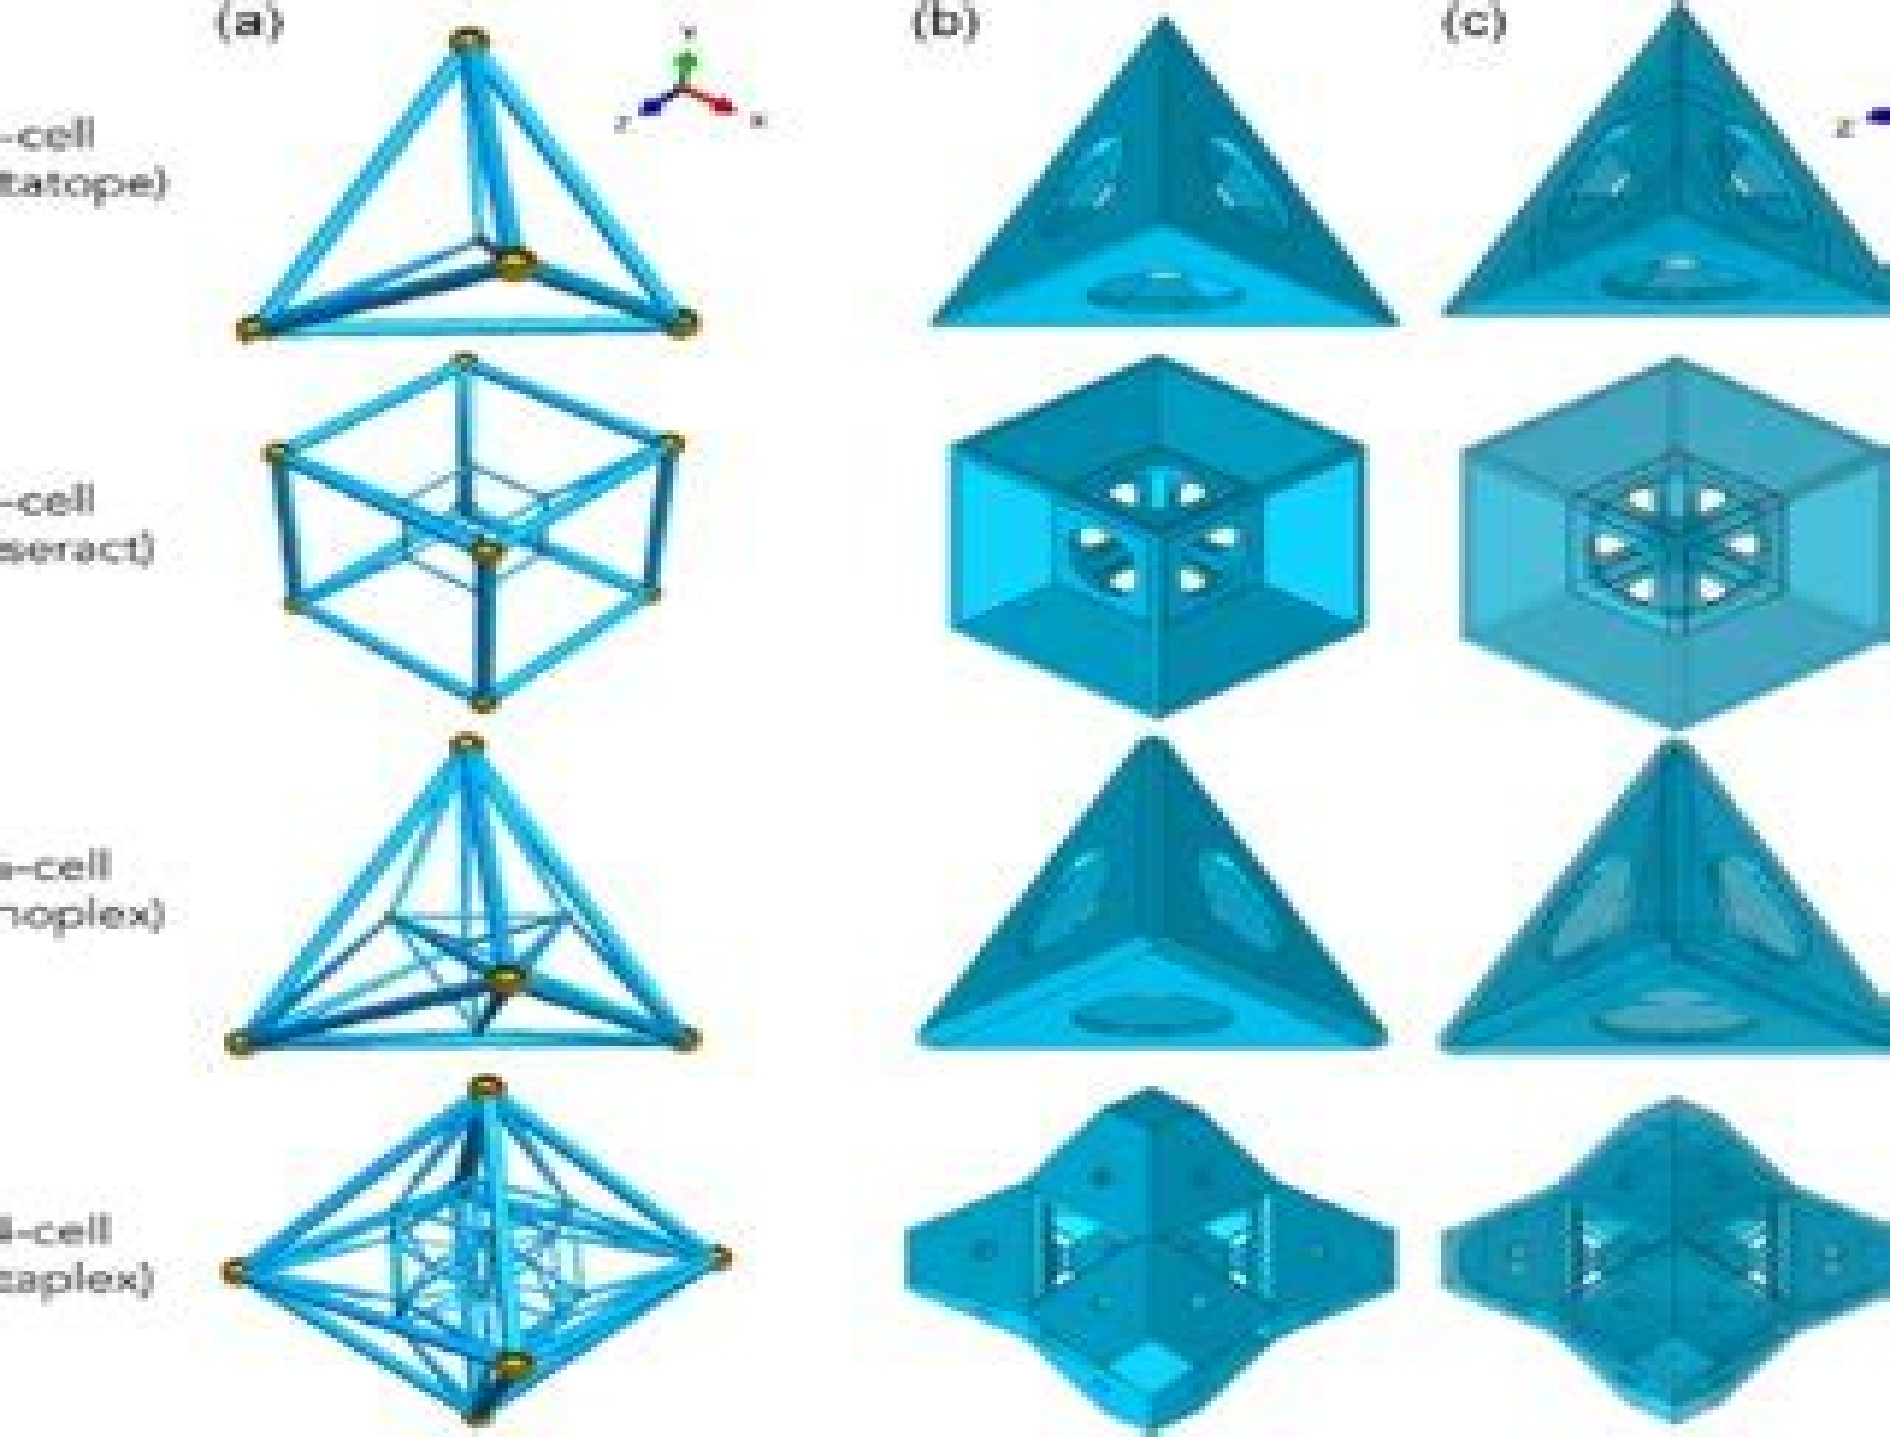 (a) (b) (c)
Y
Z X
Z
-cell
tatope)
-cell
seract)
-cell
noplex)
-cell
taplex)